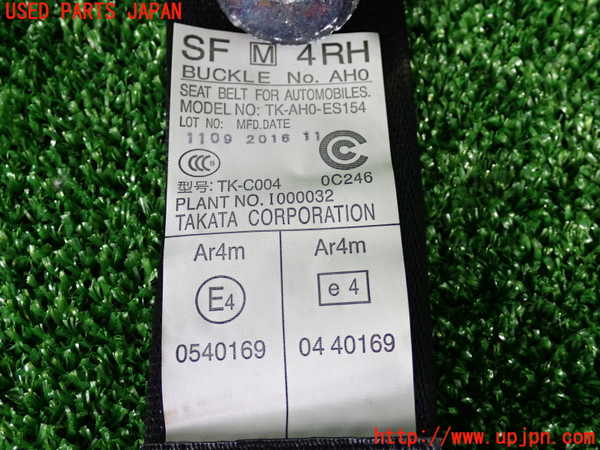 USED PARTS JAPAN
SF M 4RH
BUCKLE No. AH0
SEAT BELT FOR AUTOMOBILES.
MODEL NO: TK-AH0-ES154
LOT NO: MFD.DATE
1109 2016 11
CCC C
型号: TK-C004 0C246
PLANT NO. I000032
TAKATA CORPORATION
Ar4m Ar4m
E4 e 4
0540169 04 40169
www.upjpn.com